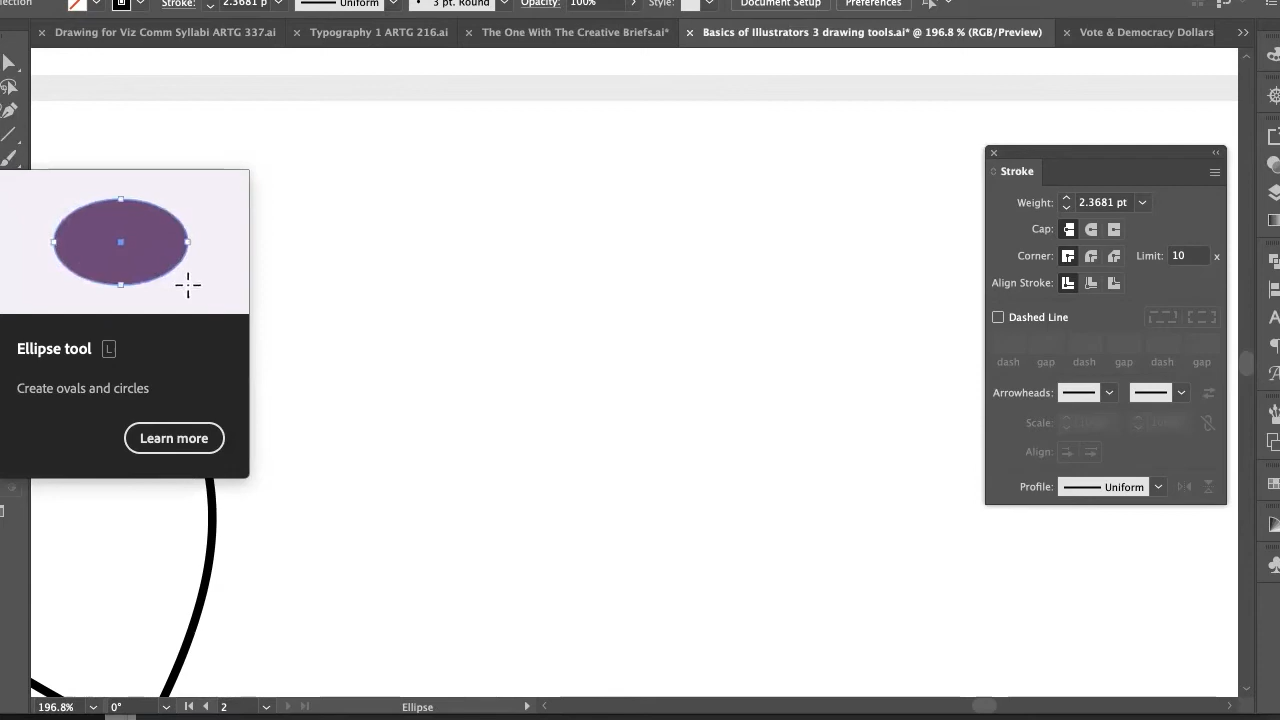 Stroke: 2.3681 p Uniform 3 pt. Round Opacity: 100% Style: Document Setup Preferences
Drawing for Viz Comm Syllabi ARTG 337.ai Typography 1 ARTG 216.ai The One With The Creative Briefs.ai* Basics of Illustrators 3 drawing tools.ai* @ 196.8 % (RGB/Preview) Vote & Democracy Dollars
Stroke
Weight: 2.3681 pt
Cap:
Corner: Limit: 10 x
Align Stroke:
Dashed Line
dash gap dash gap dash gap
Arrowheads:
Scale:
Align:
Profile: Uniform
Ellipse tool L
Create ovals and circles
Learn more
196.8% 0° 2 Ellipse